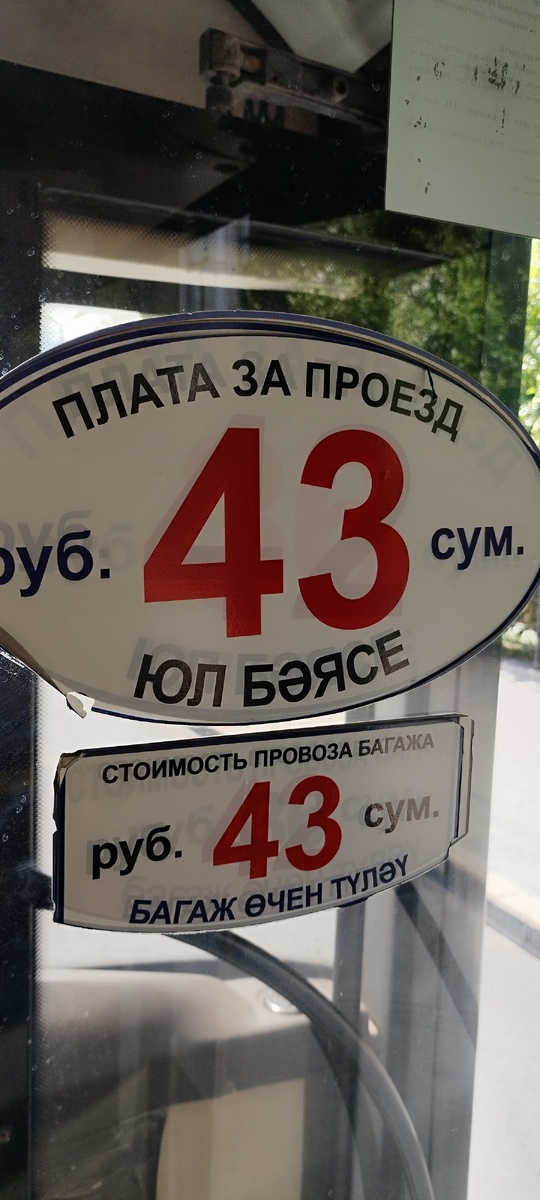 ПЛАТА ЗА ПРОЕЗД
руб. 43 сум.
ЮЛ БӘЯСЕ
СТОИМОСТЬ ПРОВОЗА БАГАЖА
руб. 43 сум.
БАГАЖ ӨЧЕН ТҮЛӘҮ